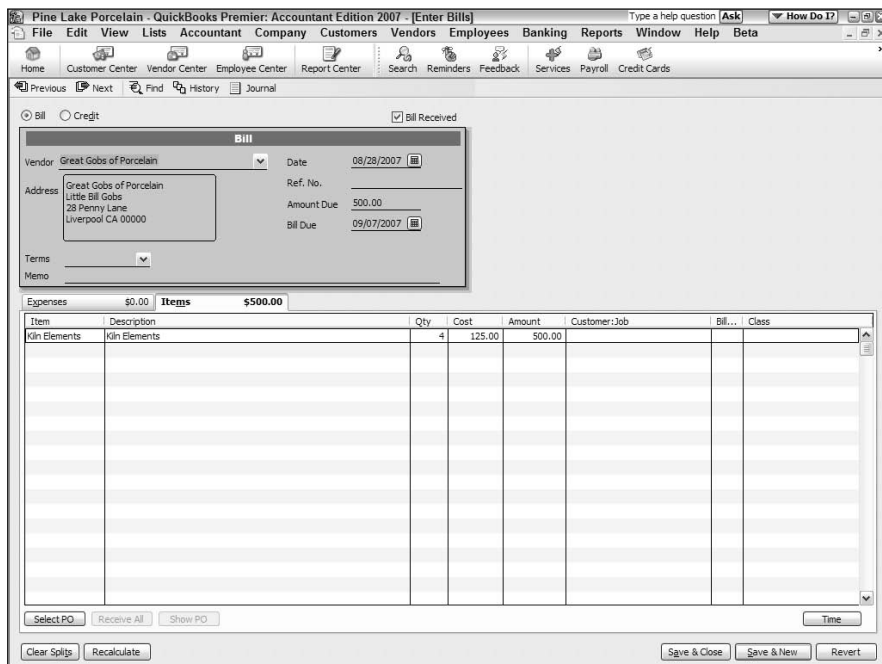 Pine Lake Porcelain - QuickBooks Premier: Accountant Edition 2007 - [Enter Bills] Type a help question Ask How Do I?
File Edit View Lists Accountant Company Customers Vendors Employees Banking Reports Window Help Beta
Home Customer Center Vendor Center Employee Center Report Center Search Reminders Feedback Services Payroll Credit Cards
Previous Next Find History Journal
Bill Credit Bill Received
Bill
Vendor Great Gobs of Porcelain Date 08/28/2007
Ref. No.
Address Great Gobs of Porcelain
Little Bill Gobs
28 Penny Lane
Liverpool CA 00000
Amount Due 500.00
Bill Due 09/07/2007
Terms
Memo
Expenses $0.00 Items $500.00
Item Description Qty Cost Amount Customer:Job Bill... Class
Kiln Elements Kiln Elements 4 125.00 500.00
Select PO Receive All Show PO Time
Clear Splits Recalculate Save & Close Save & New Revert